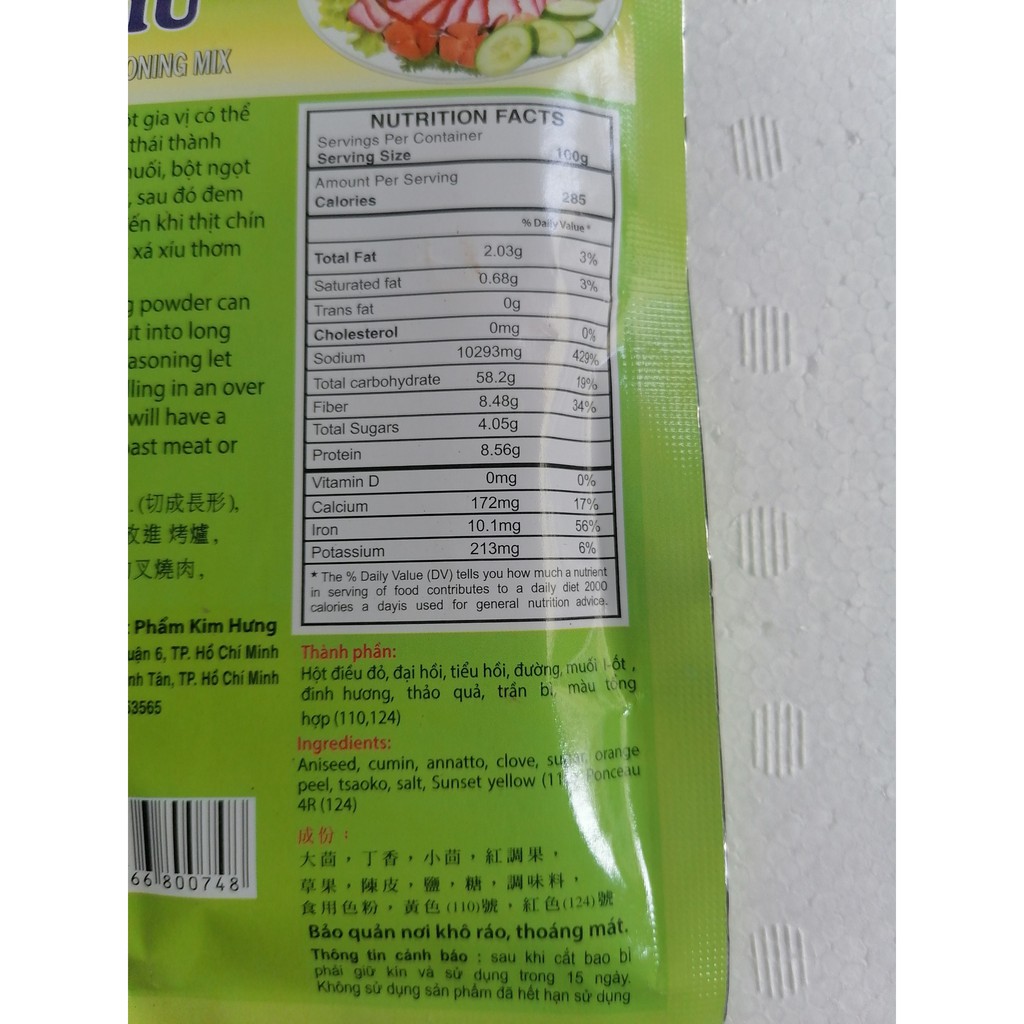 ONING MIX
ột gia vị có thể
thái thành
uối, bột ngọt
, sau đó đem
ến khi thịt chín
xá xíu thơm
g powder can
ut into long
asoning let
lling in an over
will have a
ast meat or
(切成長形),
改進 烤爐,
叉燒肉,
Phẩm Kim Hưng
uận 6, TP. Hồ Chí Minh
nh Tân, TP. Hồ Chí Minh
53565
66 800748
NUTRITION FACTS
Servings Per Container
Serving Size 100g
Amount Per Serving
Calories 285
% Daily Value *
Total Fat 2.03g 3%
Saturated fat 0.68g 3%
Trans fat 0g
Cholesterol 0mg 0%
Sodium 10293mg 429%
Total carbohydrate 58.2g 19%
Fiber 8.48g 34%
Total Sugars 4.05g
Protein 8.56g
Vitamin D 0mg 0%
Calcium 172mg 17%
Iron 10.1mg 56%
Potassium 213mg 6%
* The % Daily Value (DV) tells you how much a nutrient
in serving of food contributes to a daily diet 2000
calories a dayis used for general nutrition advice.
Thành phần:
Hột điều đỏ, đại hồi, tiểu hồi, đường, muối I-ốt ,
đinh hương, thảo quả, trần bì, màu tổng
hợp (110,124)
Ingredients:
Aniseed, cumin, annatto, clove, sugar, orange
peel, tsaoko, salt, Sunset yellow Ponceau
4R (124)
成份：
大茴，丁香，小茴，紅調果，
草果，陳皮，鹽，糖，調味料，
食用色粉，黃色(110)號，紅色(124)號
Bảo quản nơi khô ráo, thoáng mát.
Thông tin cảnh báo : sau khi cắt bao bì
phải giữ kín và sử dụng trong 15 ngày.
Không sử dụng sản phẩm đã hết hạn sử dụng